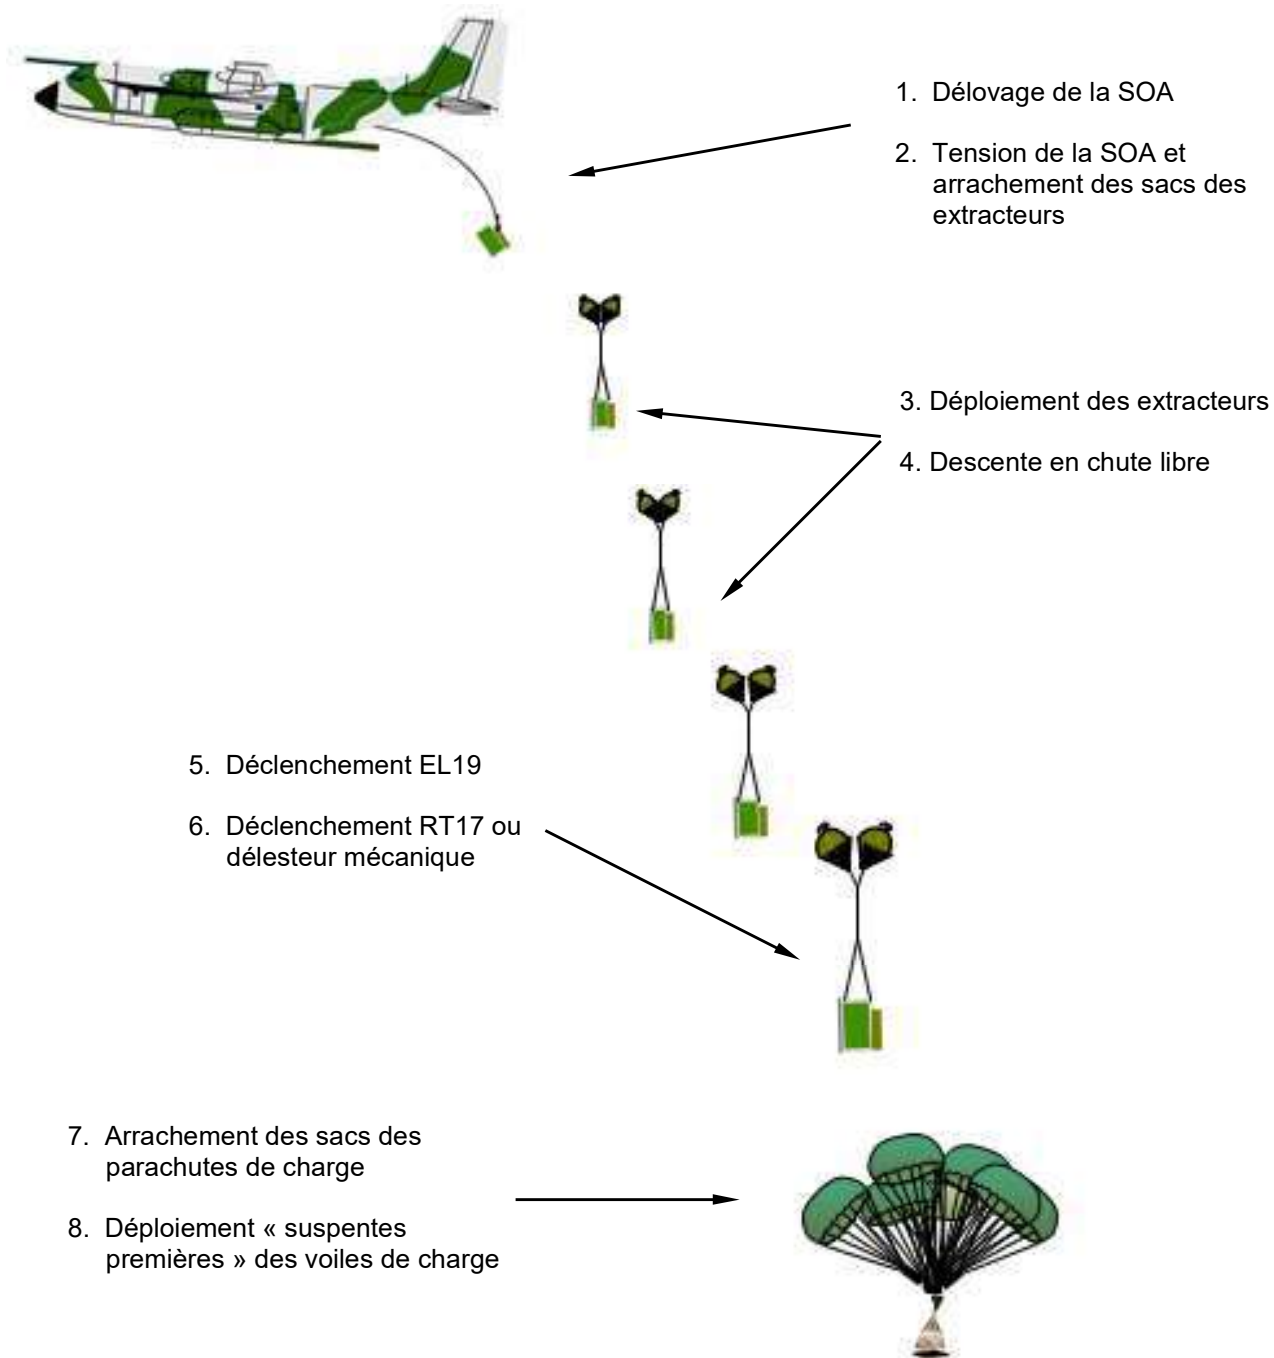 1. Délovage de la SOA
2. Tension de la SOA et
arrachement des sacs des
extracteurs
3. Déploiement des extracteurs
4. Descente en chute libre
5. Déclenchement EL19
6. Déclenchement RT17 ou
délesteur mécanique
7. Arrachement des sacs des
parachutes de charge
8. Déploiement « suspentes
premières » des voiles de charge